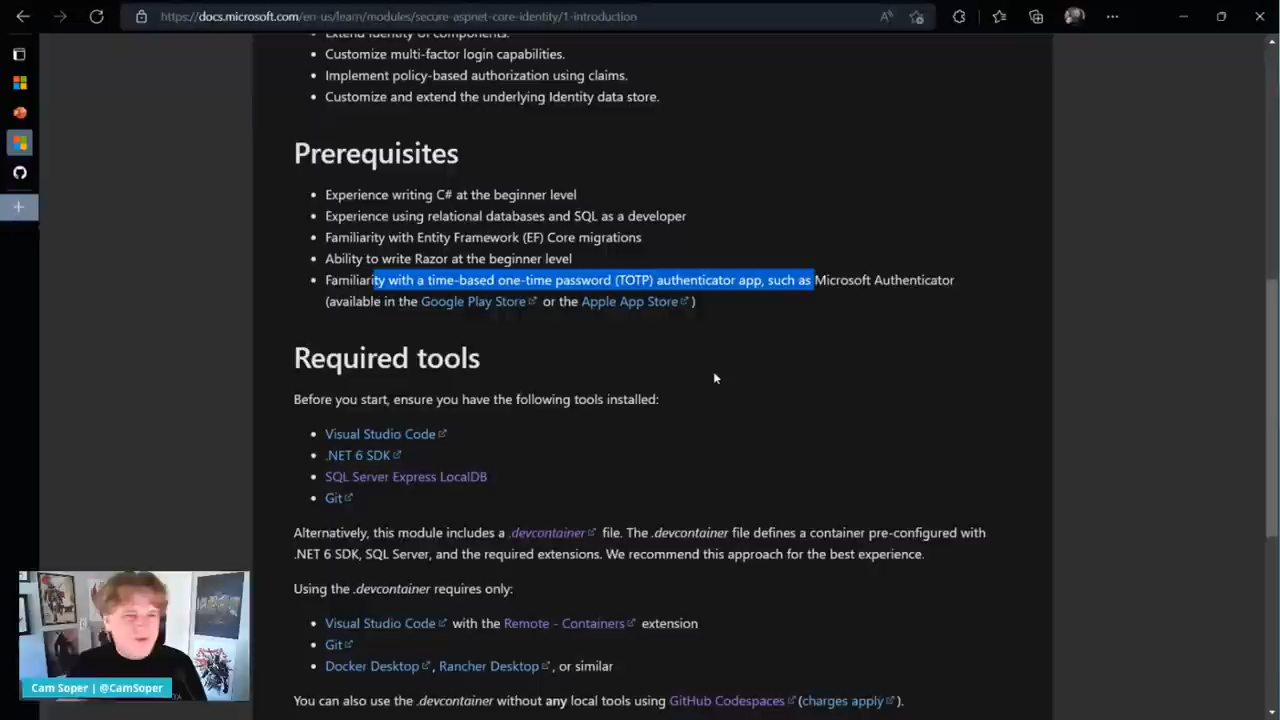 https://docs.microsoft.com/en-us/learn/modules/secure-aspnet-core-identity/1-introduction
Extend Identity UI components.
Customize multi-factor login capabilities.
Implement policy-based authorization using claims.
Customize and extend the underlying Identity data store.
Prerequisites
Experience writing C# at the beginner level
Experience using relational databases and SQL as a developer
Familiarity with Entity Framework (EF) Core migrations
Ability to write Razor at the beginner level
Familiarity with a time-based one-time password (TOTP) authenticator app, such as Microsoft Authenticator
(available in the Google Play Store or the Apple App Store )
Required tools
Before you start, ensure you have the following tools installed:
Visual Studio Code
.NET 6 SDK
SQL Server Express LocalDB
Git
Alternatively, this module includes a .devcontainer file. The .devcontainer file defines a container pre-configured with
.NET 6 SDK, SQL Server, and the required extensions. We recommend this approach for the best experience.
Using the .devcontainer requires only:
Visual Studio Code with the Remote - Containers extension
Git
Docker Desktop , Rancher Desktop , or similar
You can also use the .devcontainer without any local tools using GitHub Codespaces (charges apply ).
Cam Soper | @CamSoper